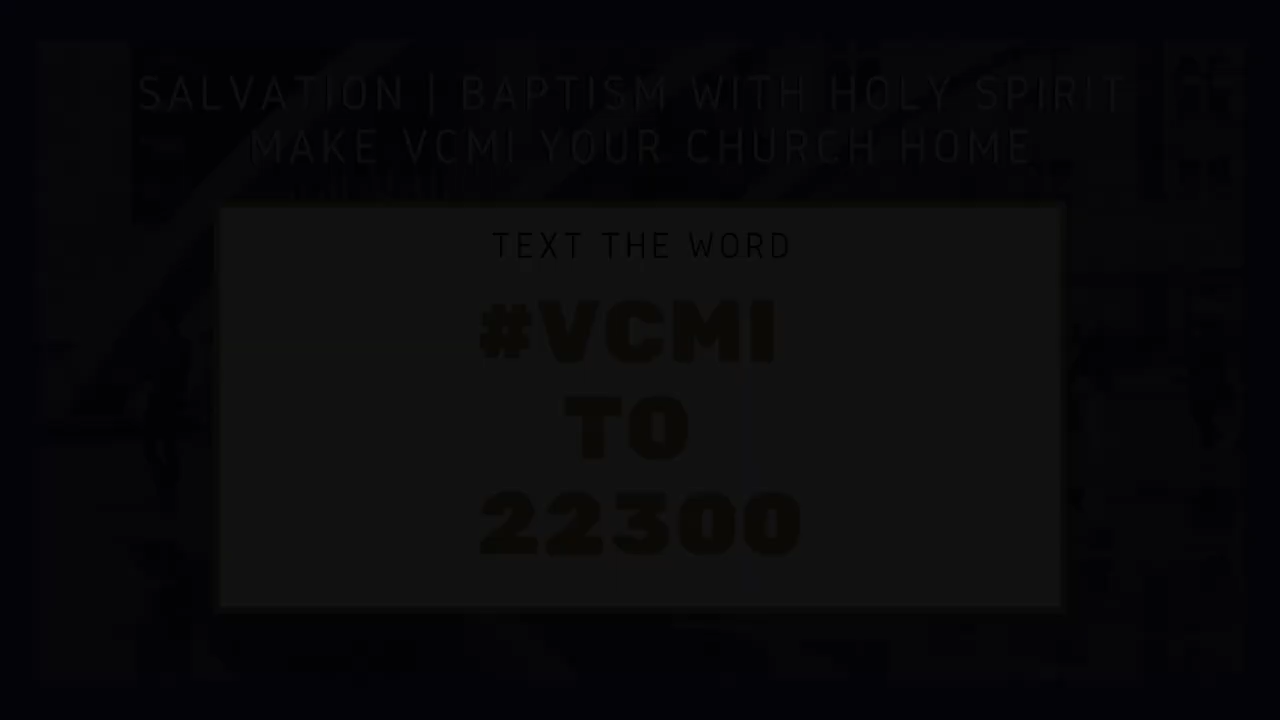 SALVATION | BAPTISM WITH HOLY SPIRIT
MAKE VCMI YOUR CHURCH HOME
TEXT THE WORD
#VCMI
TO
22300